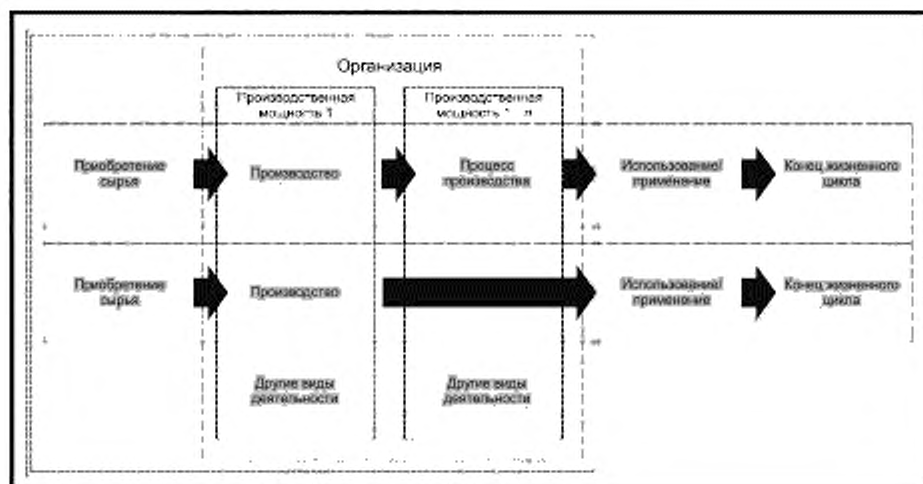 Организация
Производственная
мощность 1
Производственная
мощность 1 n
Приобретение
сырья
Производство
Процесс
производства
Использование/
применение
Конец жизненного
цикла
Приобретение
сырья
Производство
Использование/
применение
Конец жизненного
цикла
Другие виды
деятельности
Другие виды
деятельности